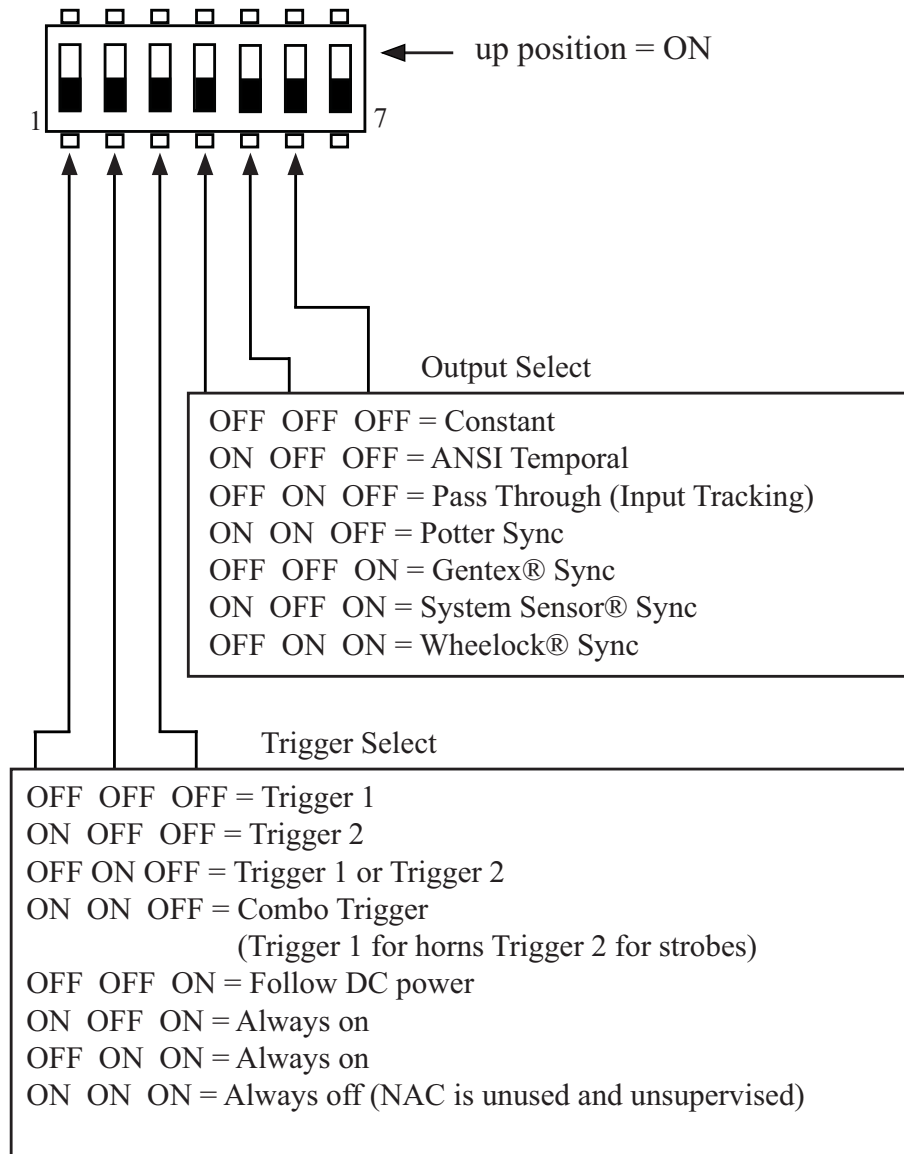 up position = ON
1 7
Output Select
OFF OFF OFF = Constant
ON OFF OFF = ANSI Temporal
OFF ON OFF = Pass Through (Input Tracking)
ON ON OFF = Potter Sync
OFF OFF ON = Gentex® Sync
ON OFF ON = System Sensor® Sync
OFF ON ON = Wheelock® Sync
Trigger Select
OFF OFF OFF = Trigger 1
ON OFF OFF = Trigger 2
OFF ON OFF = Trigger 1 or Trigger 2
ON ON OFF = Combo Trigger
(Trigger 1 for horns Trigger 2 for strobes)
OFF OFF ON = Follow DC power
ON OFF ON = Always on
OFF ON ON = Always on
ON ON ON = Always off (NAC is unused and unsupervised)